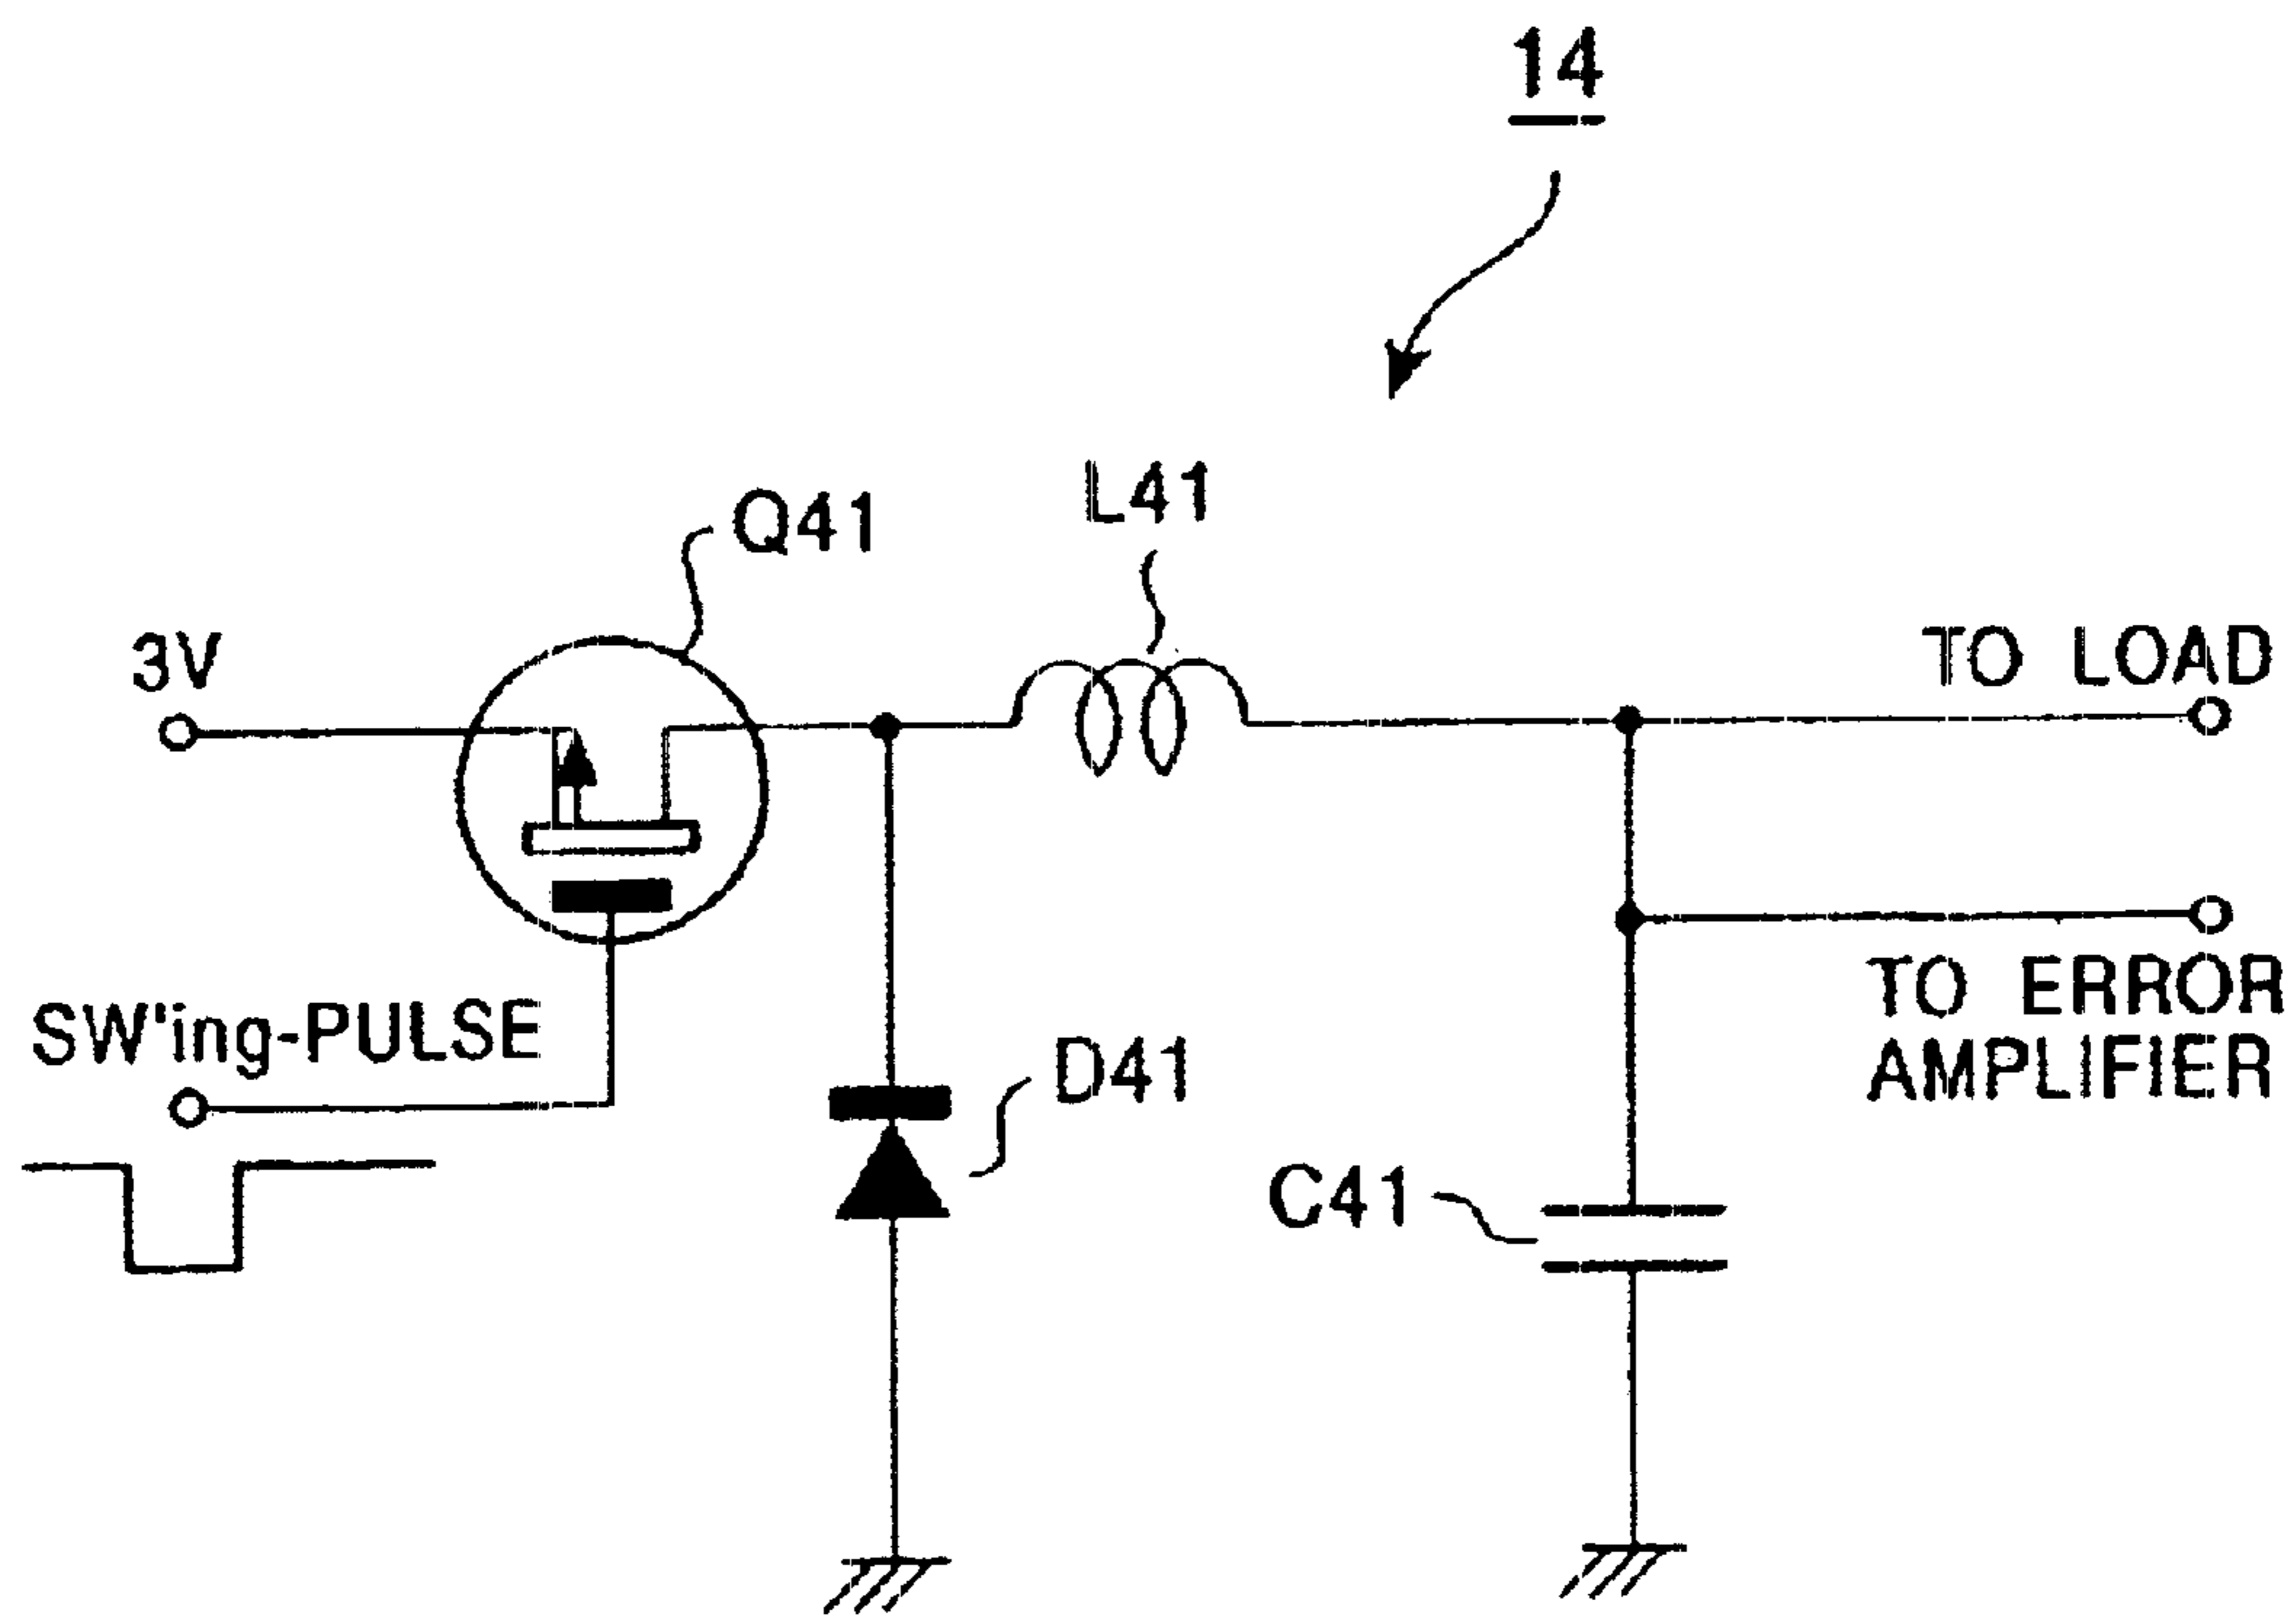 14
Q41
L41
3V
TO LOAD
SW'ing-PULSE
TO ERROR
AMPLIFIER
D41
C41